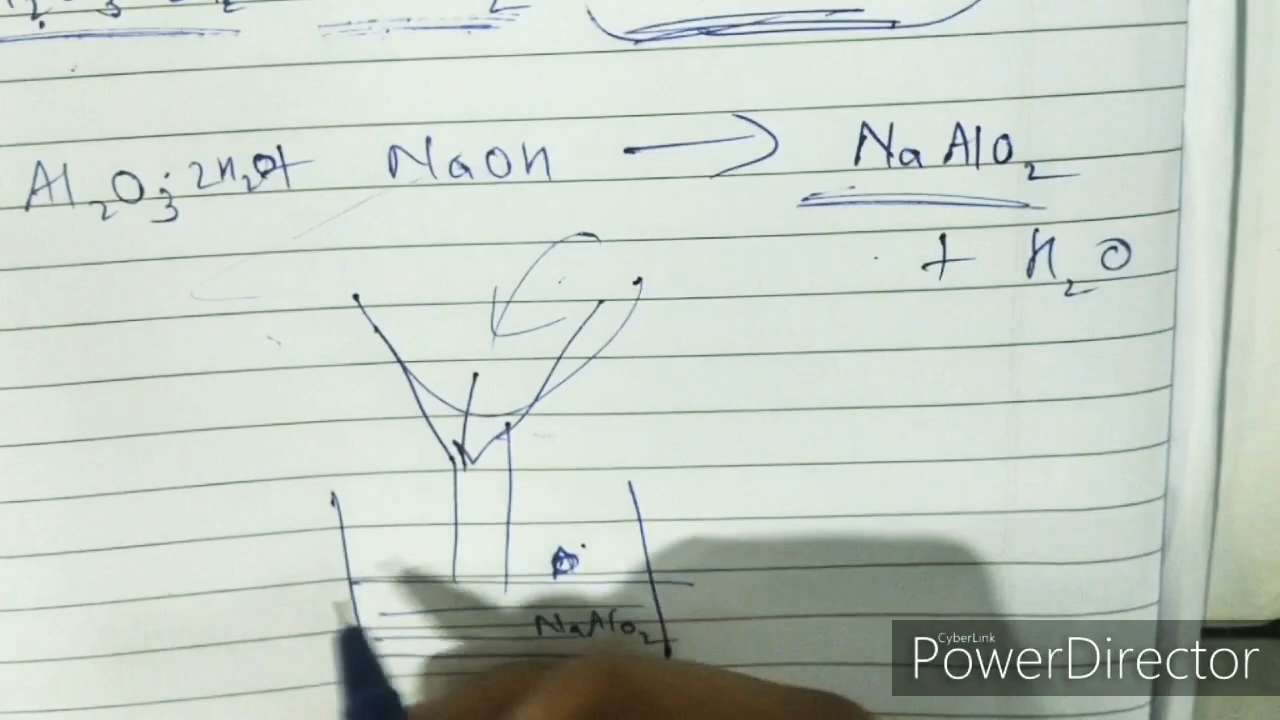 Al₂O₃·2H₂O + NaOH → NaAlO₂
+ H₂O
NaAlO₂
CyberLink
PowerDirector